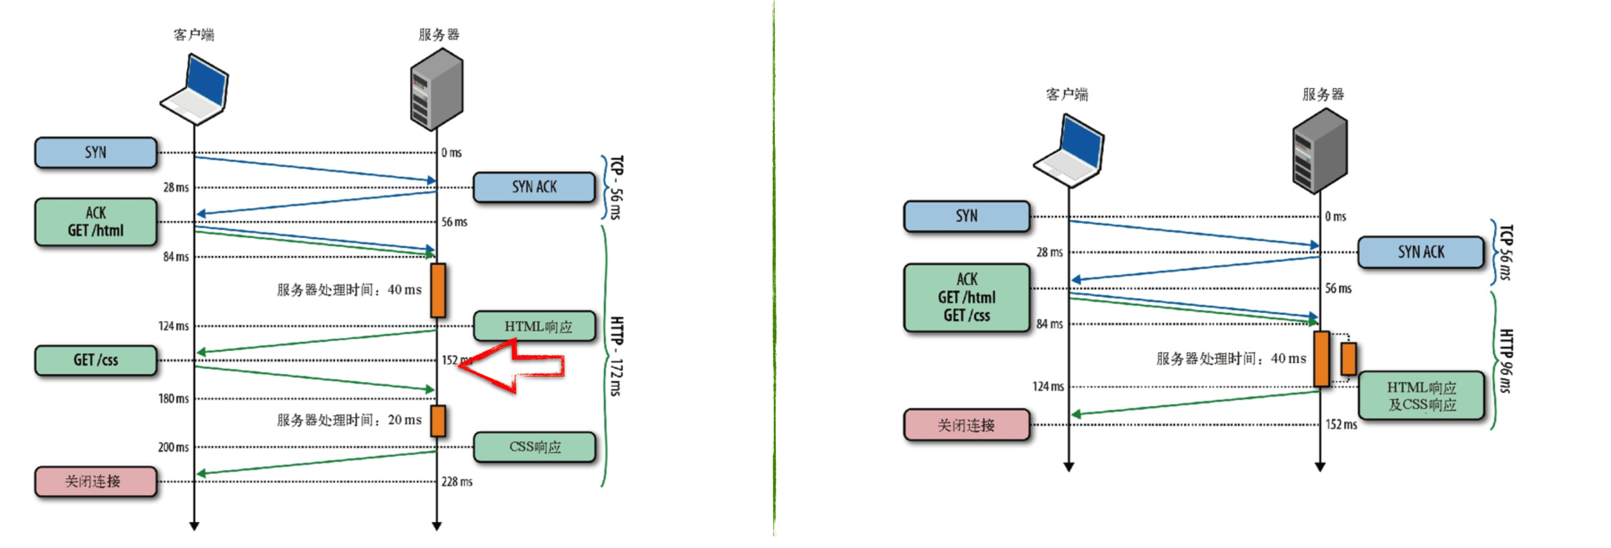 客户端
服务器
SYN
0 ms
28 ms
SYN ACK
TCP - 56 ms
ACK
GET /html
56 ms
84 ms
服务器处理时间：40 ms
124 ms
HTML响应
HTTP - 172 ms
GET /css
152 ms
180 ms
服务器处理时间：20 ms
200 ms
CSS响应
关闭连接
228 ms
客户端
服务器
SYN
0 ms
28 ms
SYN ACK
TCP 56 ms
ACK
GET /html
GET /css
56 ms
84 ms
服务器处理时间：40 ms
HTTP 96 ms
124 ms
HTML响应
及CSS响应
关闭连接
152 ms